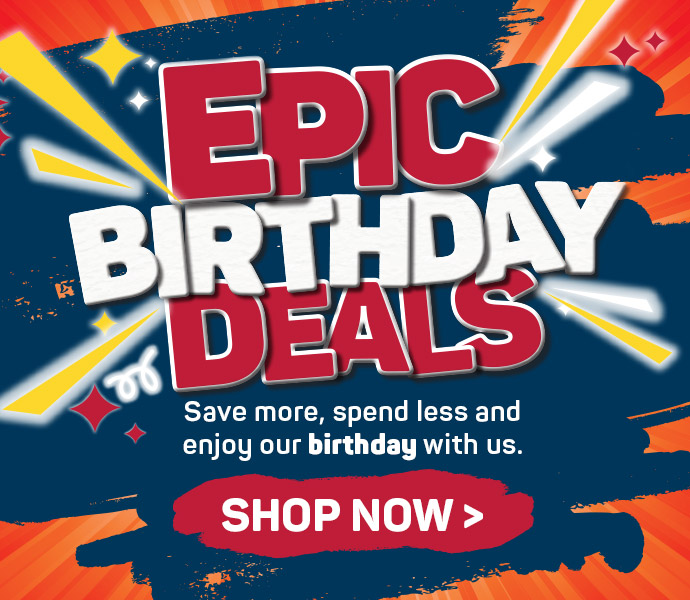 EPIC
BIRTHDAY
DEALS
Save more, spend less and
enjoy our birthday with us.
SHOP NOW >